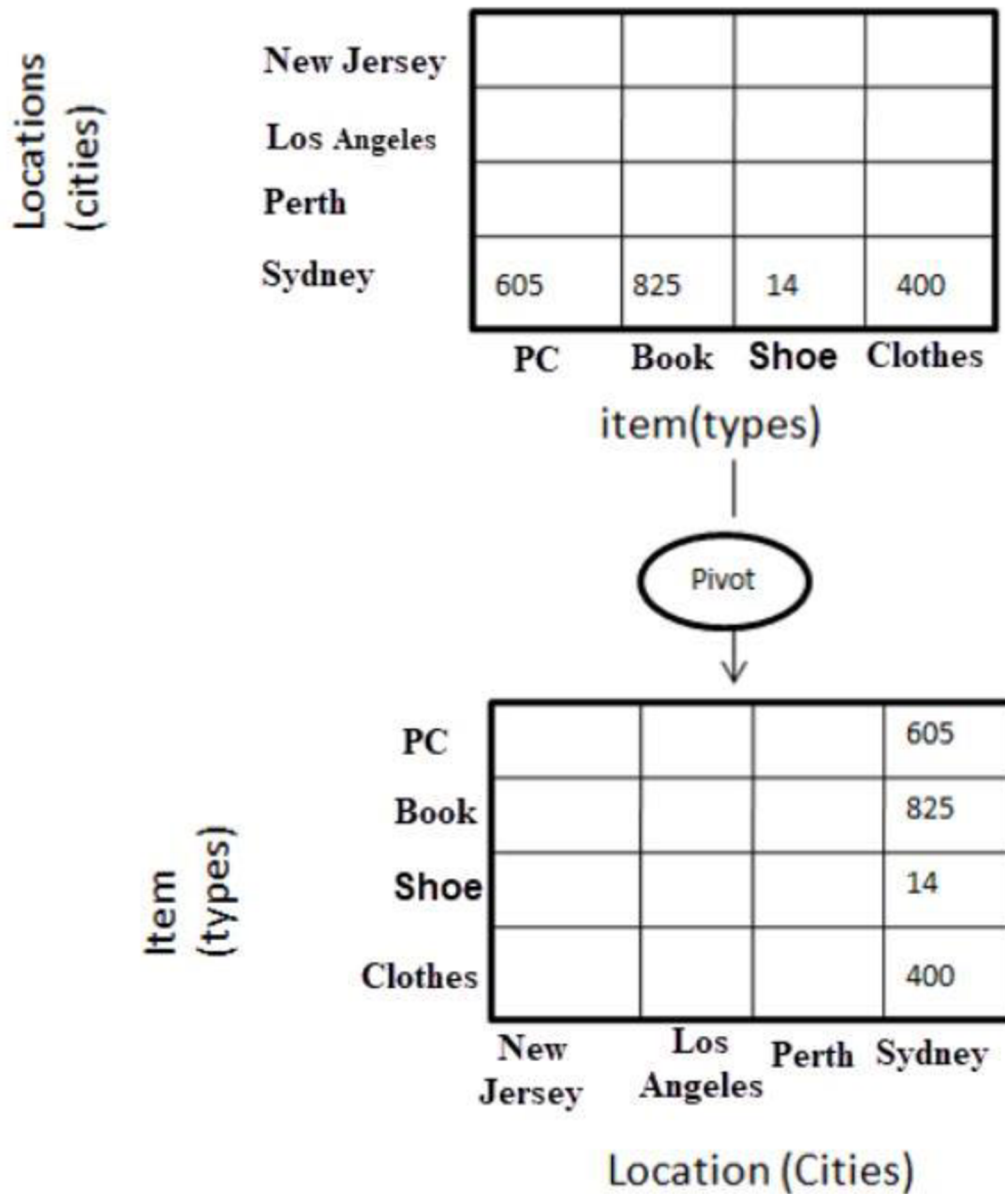 Locations
(cities)
New Jersey
Los Angeles
Perth
Sydney
605 825 14 400
PC Book Shoe Clothes
item(types)
Pivot
Item
(types)
PC 605
Book 825
Shoe 14
Clothes 400
New Jersey
Los Angeles
Perth
Sydney
Location (Cities)